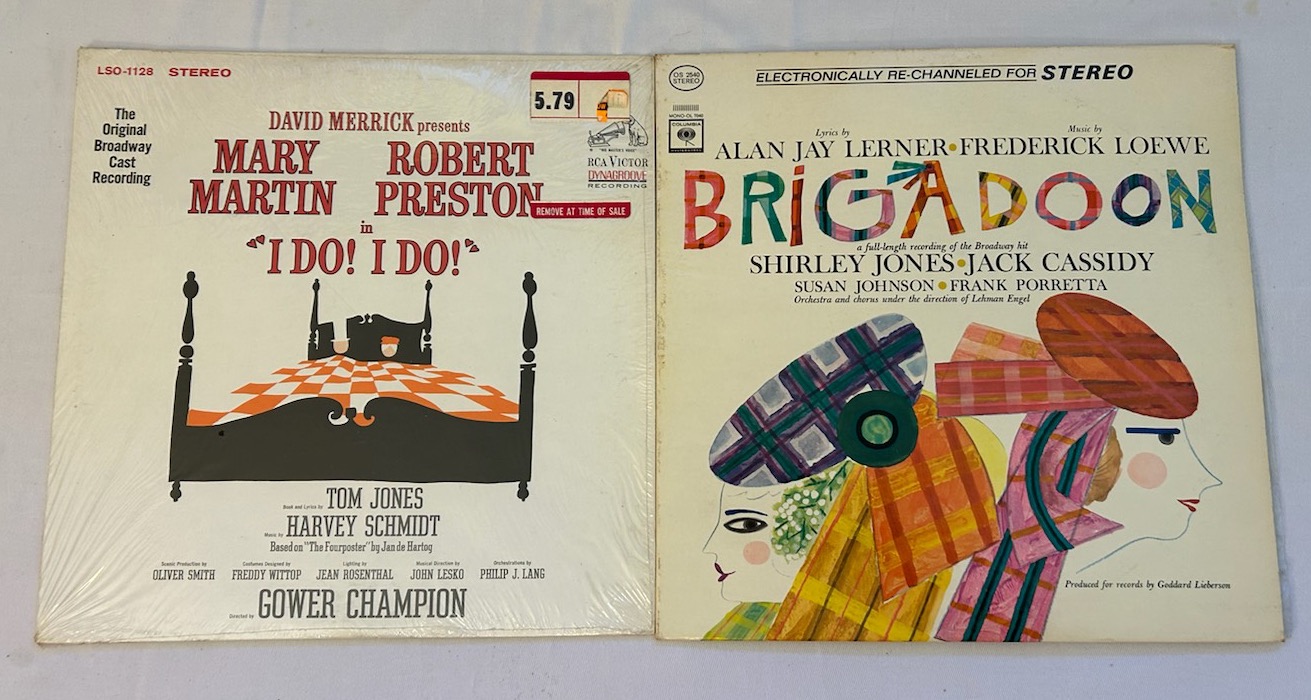 LSO-1128 STEREO
5.79
The
Original
Broadway
Cast
Recording
DAVID MERRICK presents
MARY ROBERT
MARTIN PRESTON
RCA VICTOR
DYNAGROOVE
RECORDING
REMOVE AT TIME OF SALE
in
"I DO! I DO!"
Book and Lyrics by TOM JONES
Music by HARVEY SCHMIDT
Based on "The Fourposter" by Jan de Hartog
Scenic Production by Costumes Designed by Lighting by Musical Direction by Orchestrations by
OLIVER SMITH FREDDY WITTOP JEAN ROSENTHAL JOHN LESKO PHILIP J. LANG
Directed by GOWER CHAMPION
OS 2540
STEREO
ELECTRONICALLY RE-CHANNELED FOR STEREO
COLUMBIA
Lyrics by Music by
ALAN JAY LERNER • FREDERICK LOEWE
BRiGADOON
a full-length recording of the Broadway hit
SHIRLEY JONES • JACK CASSIDY
SUSAN JOHNSON • FRANK PORRETTA
Orchestra and chorus under the direction of Lehman Engel
Produced for records by Goddard Lieberson